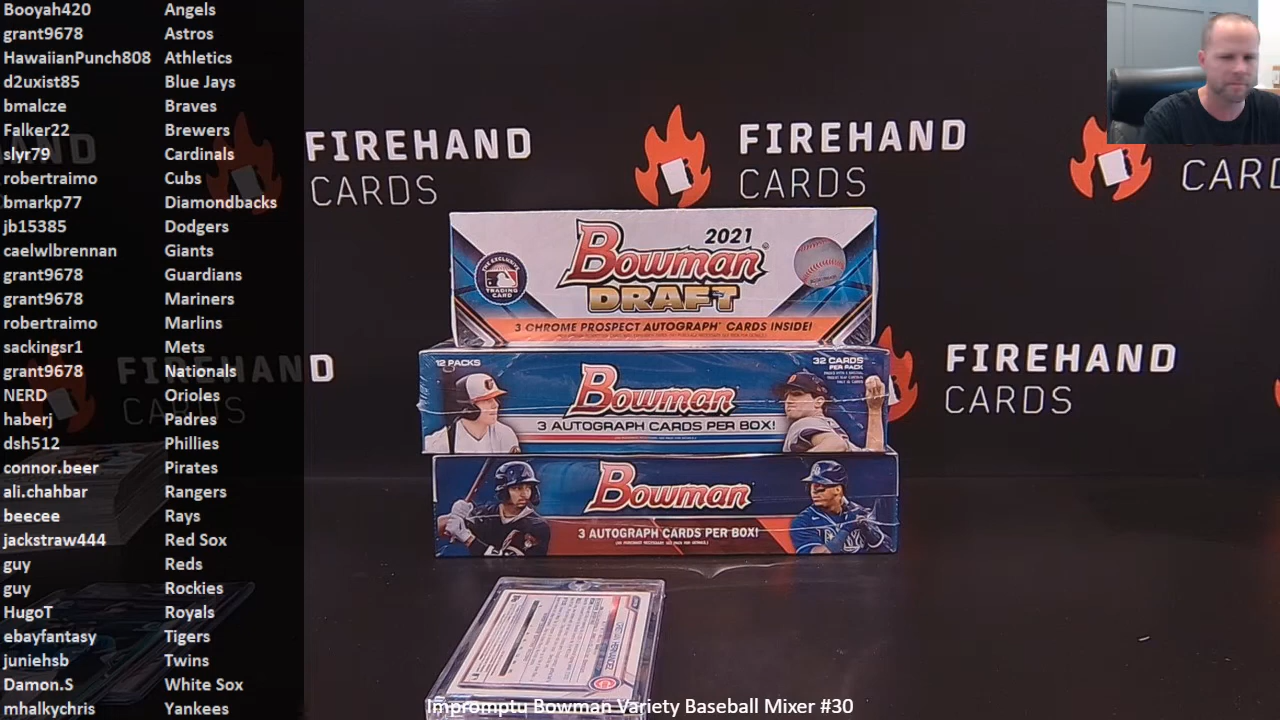 Booyah420 Angels
grant9678 Astros
HawaiianPunch808 Athletics
d2uxist85 Blue Jays
bmalcze Braves
Falker22 Brewers
slyr79 Cardinals
robertraimo Cubs
bmarkp77 Diamondbacks
jb15385 Dodgers
caelwlbrennan Giants
grant9678 Guardians
grant9678 Mariners
robertraimo Marlins
sackingsr1 Mets
grant9678 Nationals
NERD Orioles
haberj Padres
dsh512 Phillies
connor.beer Pirates
ali.chahbar Rangers
beecee Rays
jackstraw444 Red Sox
guy Reds
guy Rockies
HugoT Royals
ebayfantasy Tigers
juniehsb Twins
Damon.S White Sox
mhalkychris Yankees
FIREHAND
CARDS
FIREHAND
CARDS
CARD
FIREHAND
CARDS
FIREHAND
CARDS
2021
Bowman
DRAFT
3 CHROME PROSPECT AUTOGRAPH CARDS INSIDE!
12 PACKS
32 CARDS
PER PACK
Bowman
3 AUTOGRAPH CARDS PER BOX!
Bowman
3 AUTOGRAPH CARDS PER BOX!
Impromptu Bowman Variety Baseball Mixer #30